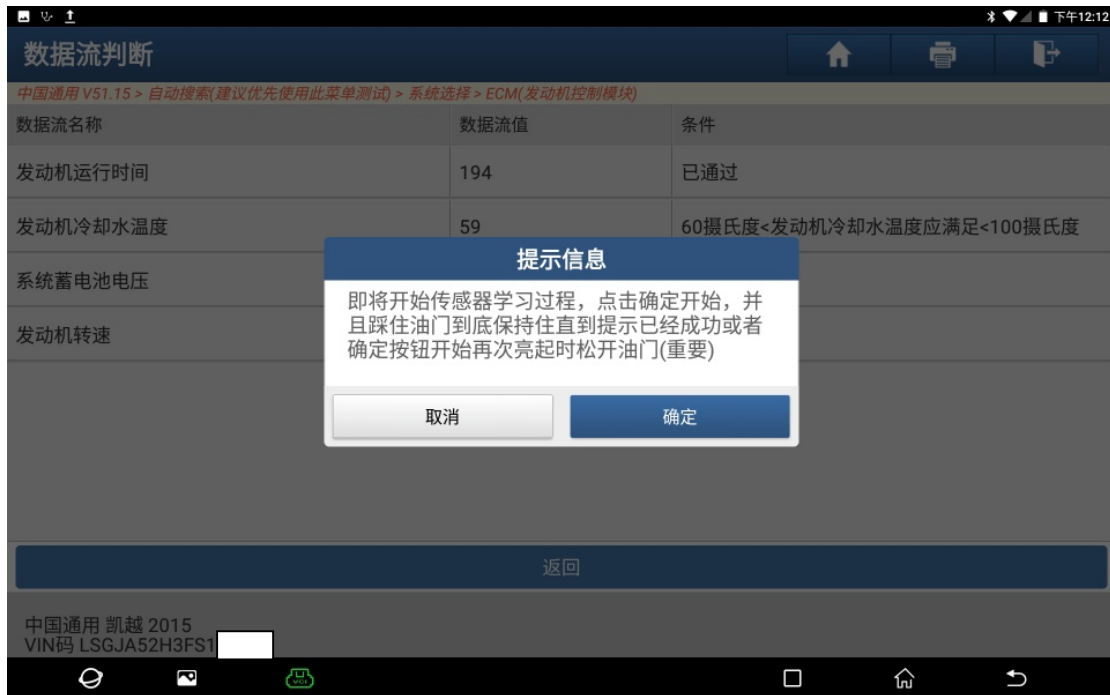 下午12:12
数据流判断
中国通用 V51.15 > 自动搜索(建议优先使用此菜单测试) > 系统选择 > ECM(发动机控制模块)
数据流名称 数据流值 条件
发动机运行时间 194 已通过
发动机冷却水温度 59 60摄氏度<发动机冷却水温度应满足<100摄氏度
系统蓄电池电压
发动机转速
提示信息
即将开始传感器学习过程，点击确定开始，并
且踩住油门到底保持住直到提示已经成功或者
确定按钮开始再次亮起时松开油门(重要)
取消 确定
返回
中国通用 凯越 2015
VIN码 LSGJA52H3FS1
VCI